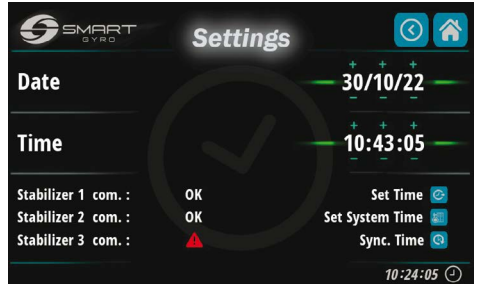 SMART
GYRO
Settings
Date
+ + +
30/10/22
− − −
Time
+ + +
10:43:05
− − −
Stabilizer 1 com. : OK Set Time
Stabilizer 2 com. : OK Set System Time
Stabilizer 3 com. : Sync. Time
10:24:05